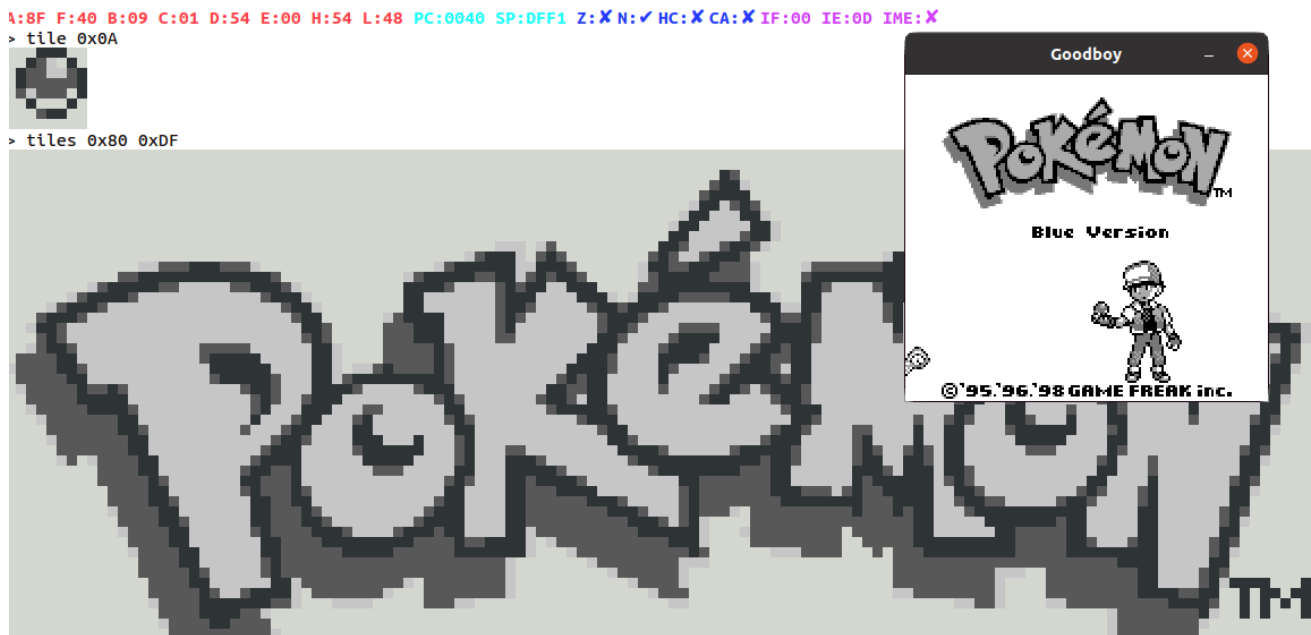 A:8F F:40 B:09 C:01 D:54 E:00 H:54 L:48 PC:0040 SP:DFF1 Z:✘ N:✔ HC:✘ CA:✘ IF:00 IE:0D IME:✘
> tile 0x0A
> tiles 0x80 0xDF
POKéMON
TM
Goodboy
POKéMON
TM
Blue Version
©'95.'96.'98 GAME FREAK inc.